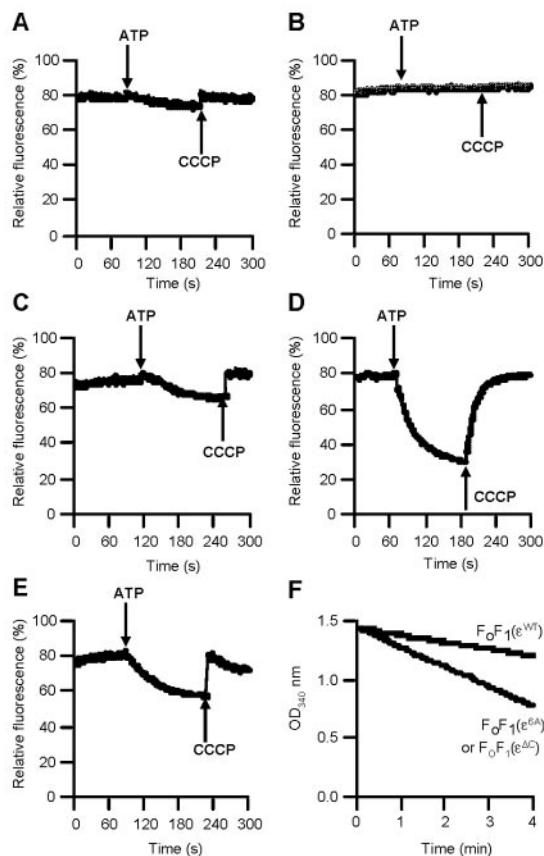 A
ATP
Relative fluorescence (%)
100
80
60
40
20
0
CCCP
0 60 120 180 240 300
Time (s)
B
ATP
Relative fluorescence (%)
100
80
60
40
20
0
CCCP
0 60 120 180 240 300
Time (s)
C
ATP
Relative fluorescence (%)
100
80
60
40
20
0
CCCP
0 60 120 180 240 300
Time (s)
D
ATP
Relative fluorescence (%)
100
80
60
40
20
0
CCCP
0 60 120 180 240 300
Time (s)
E
ATP
Relative fluorescence (%)
100
80
60
40
20
0
CCCP
0 60 120 180 240 300
Time (s)
F
OD₃₄₀ nm
1.5
1.0
0.5
0.0
FₒF₁(εᵂᵀ)
FₒF₁(ε⁶ᴬ)
or FₒF₁(ε^ΔC)
0 1 2 3 4
Time (min)